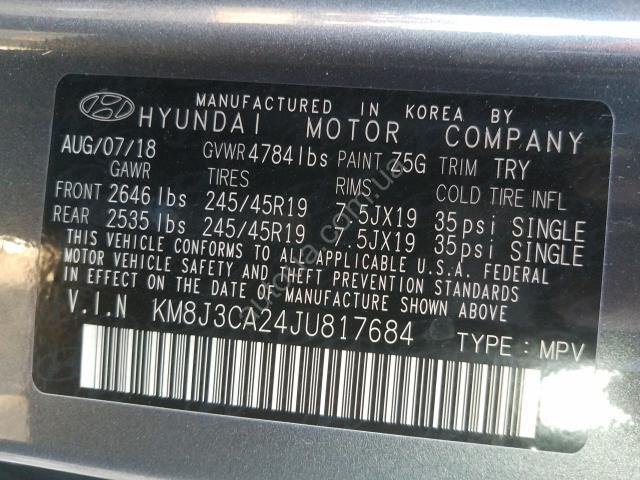 MANUFACTURED IN KOREA BY
HYUNDAI MOTOR COMPANY
AUG/07/18 GVWR 4784 lbs PAINT Z5G TRIM TRY
GAWR TIRES RIMS COLD TIRE INFL
FRONT 2646 lbs 245/45R19 7.5JX19 35 psi SINGLE
REAR 2535 lbs 245/45R19 7.5JX19 35 psi SINGLE
THIS VEHICLE CONFORMS TO ALL APPLICABLE U.S.A. FEDERAL
MOTOR VEHICLE SAFETY AND THEFT PREVENTION STANDARDS
IN EFFECT ON THE DATE OF MANUFACTURE SHOWN ABOVE
V.I.N KM8J3CA24JU817684 TYPE : MPV